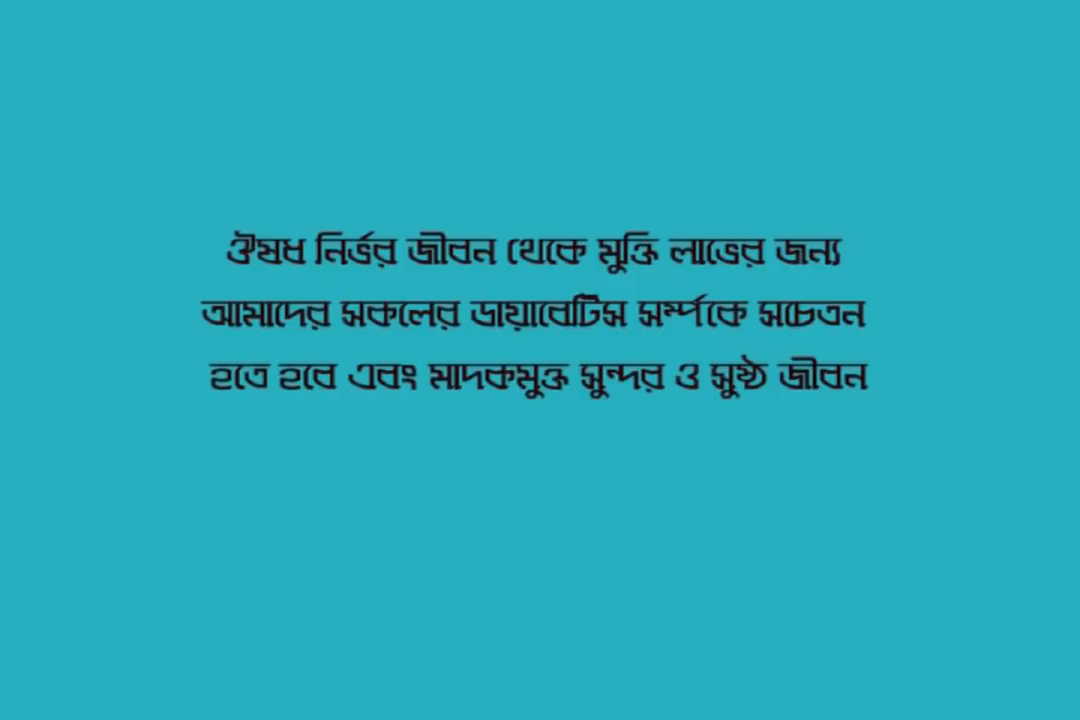 ঔষধ নির্ভর জীবন থেকে মুক্তি লাভের জন্য
আমাদের সকলের ডায়াবেটিস সর্ম্পকে সচেতন
হতে হবে এবং মাদকমুক্ত সুন্দর ও সুষ্ঠ জীবন